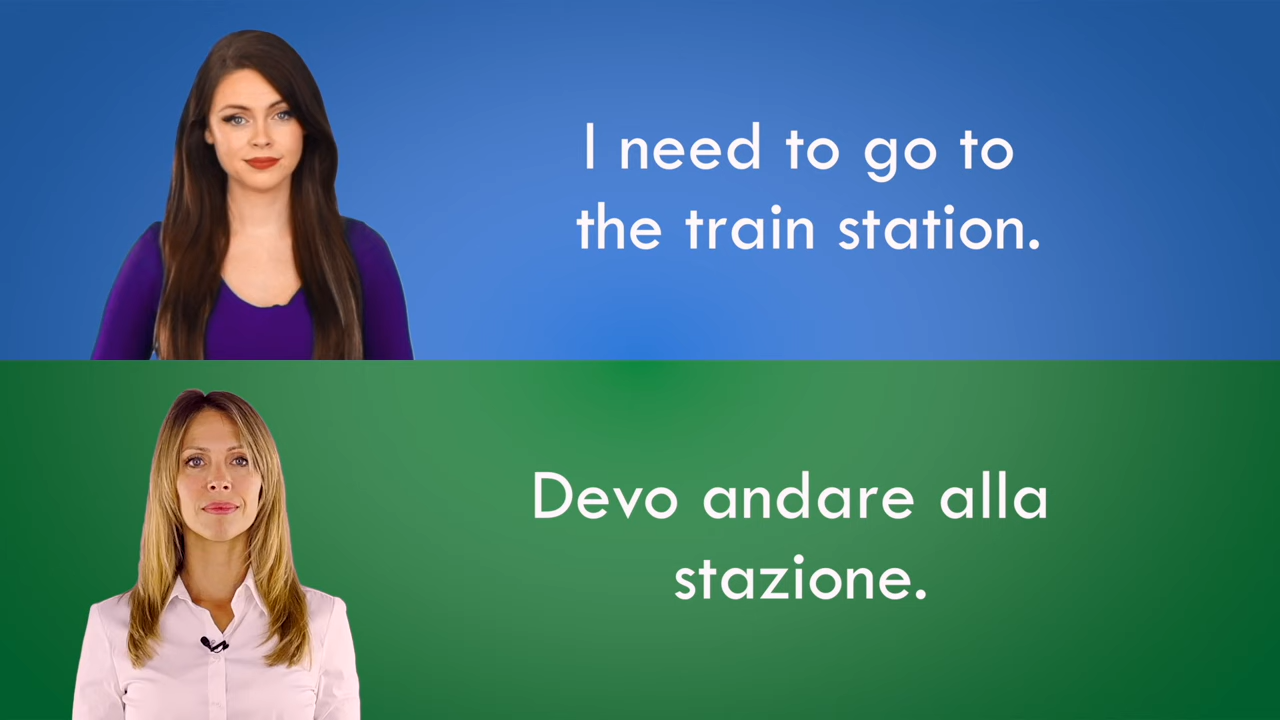 I need to go to
the train station.
Devo andare alla
stazione.